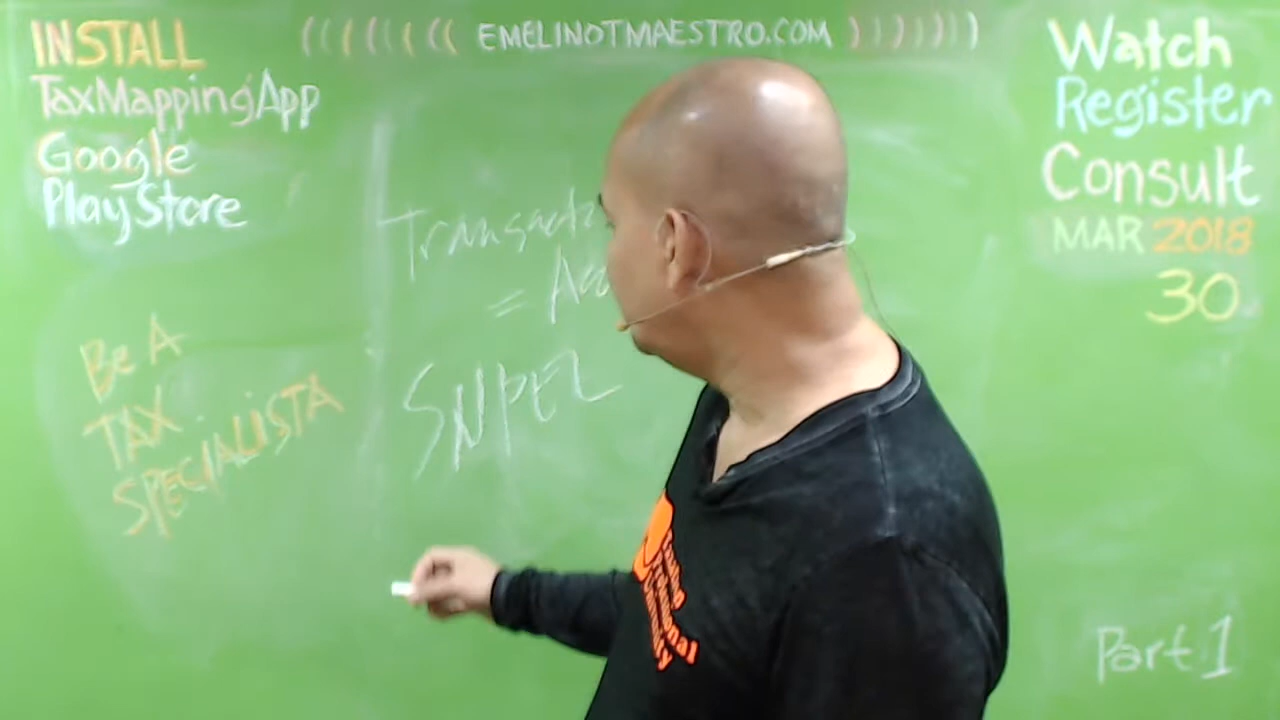 INSTALL
TaxMappingApp
Google
PlayStore
((((((( EMELINOTMAESTRO.COM )))))))
Watch
Register
Consult
MAR 2018
30
Be A
TAX
SPECIALISTA
=
SNPEL
Part 1